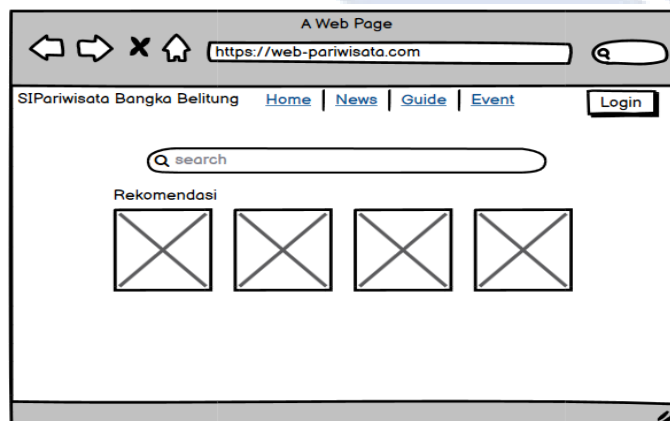 A Web Page
https://web-pariwisata.com
SIPariwisata Bangka Belitung Home News Guide Event Login
search
Rekomendasi